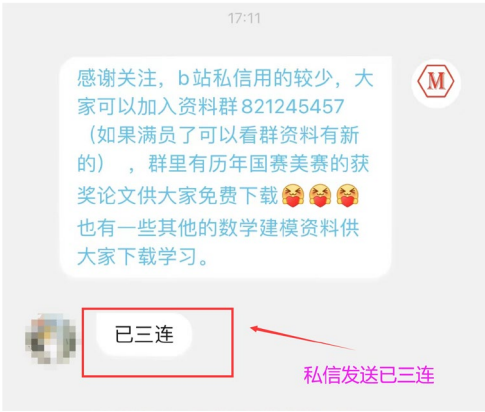 17:11
感谢关注，b站私信用的较少，大
家可以加入资料群821245457
（如果满员了可以看群资料有新
的），群里有历年国赛美赛的获
奖论文供大家免费下载
也有一些其他的数学建模资料供
大家下载学习。
M
已三连
私信发送已三连